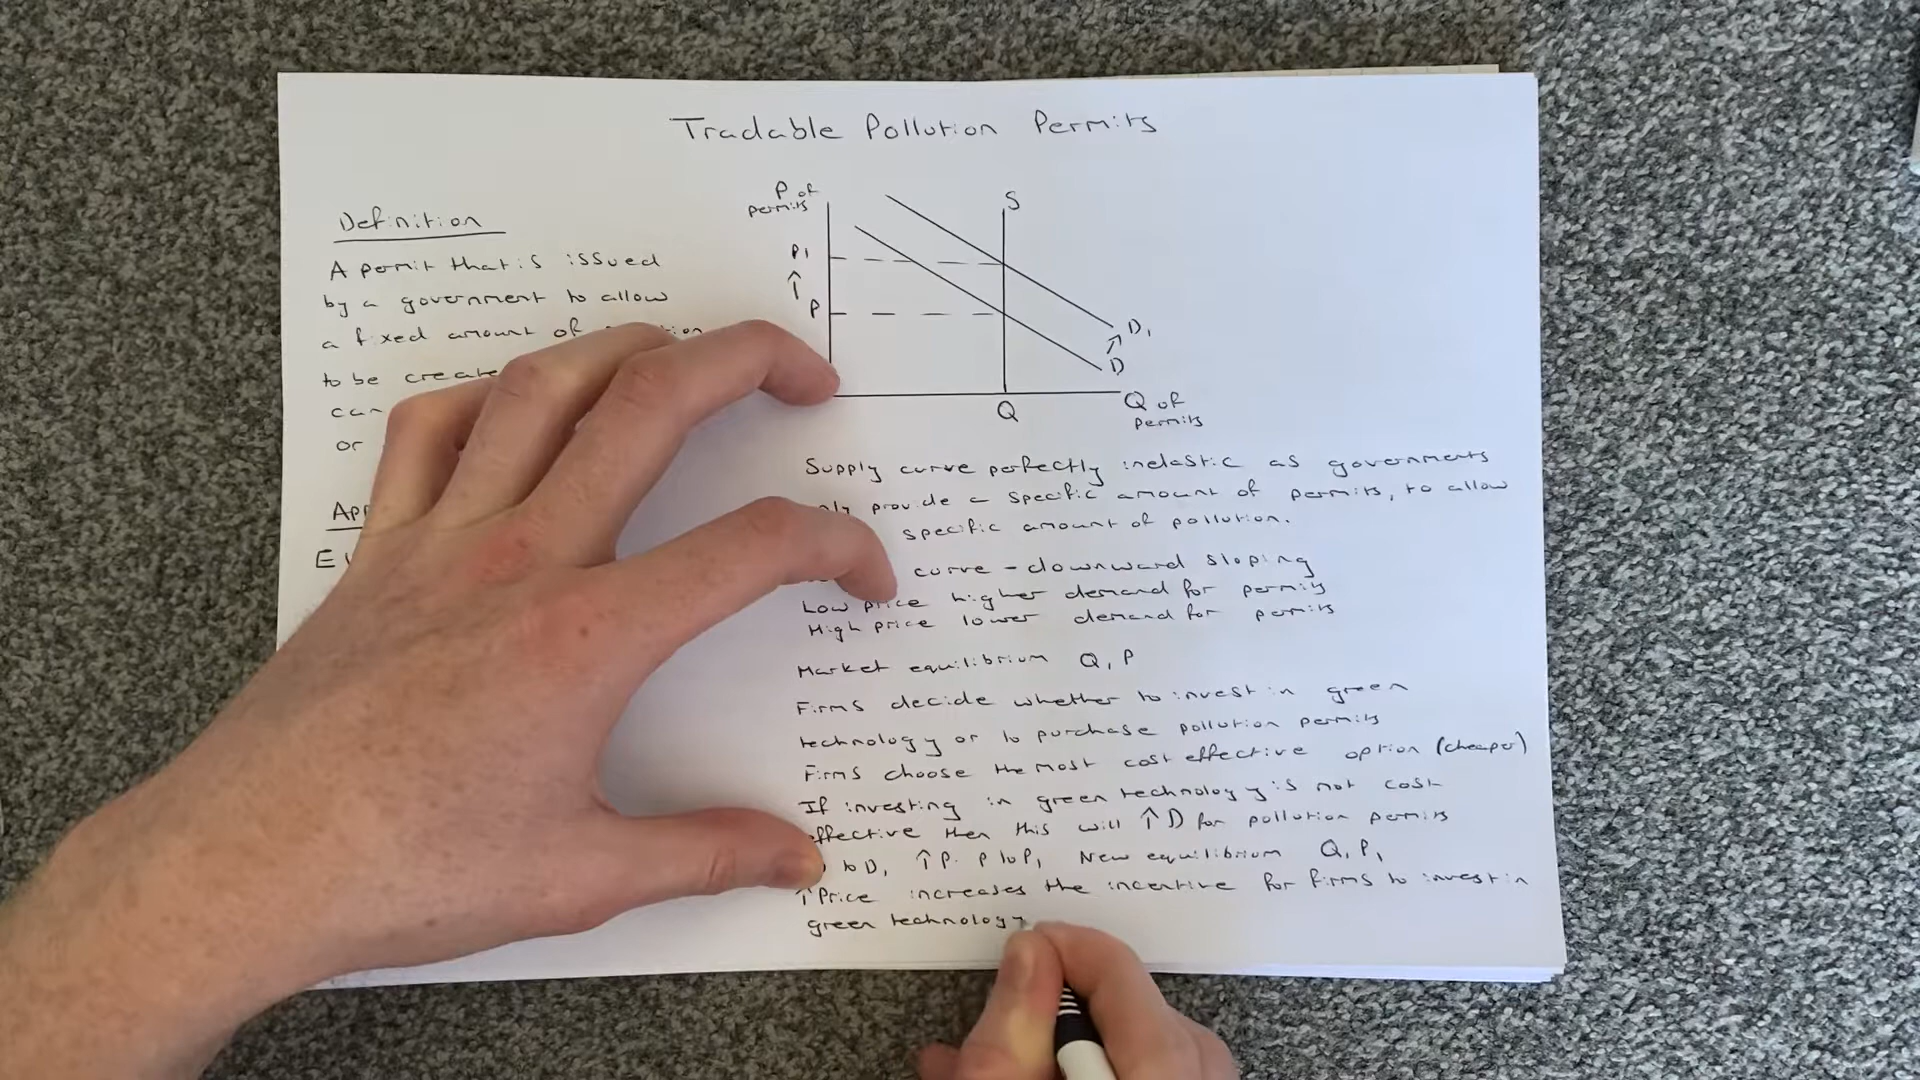 Tradable Pollution Permits
Definition
A permit that is issued
by a government to allow
a fixed amount of
to be create
can
or
App
P of
permits
P1
↑
P
S
D1
↗
D
Q
Q of
permits
Supply curve perfectly inelastic as governments
provide a specific amount of permits, to allow
specific amount of pollution.
curve - downward sloping
Low price higher demand for permits
High price lower demand for permits
Market equilibrium Q, P
Firms decide whether to invest in green
technology or to purchase pollution permits
Firms choose the most cost effective option (cheaper)
If investing in green technology is not cost
effective then this will ↑D for pollution permits
to D1 ↑P. P to P1 New equilibrium Q, P1
↑Price increases the incentive for firms to invest in
green technology